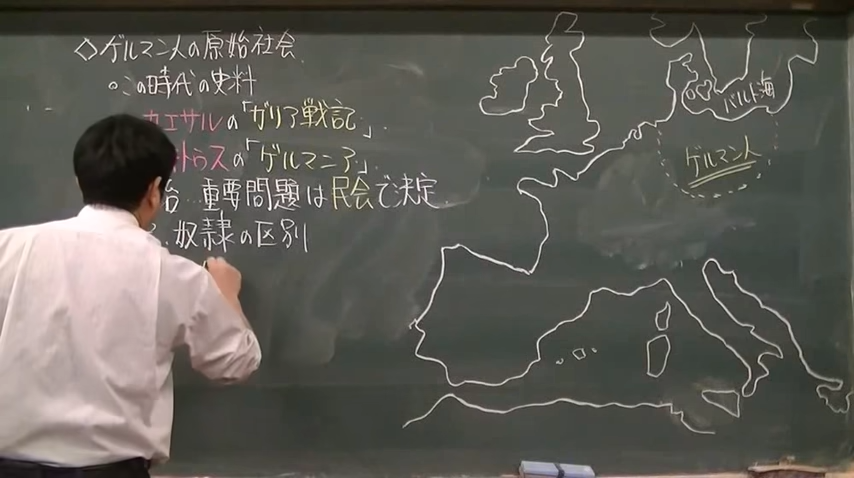 ◇ゲルマン人の原始社会
○この時代の史料
カエサルの「ガリア戦記」
トゥスの「ゲルマニア」
治 重要問題は民会で決定
奴隷の区別
バルト海
ゲルマン人